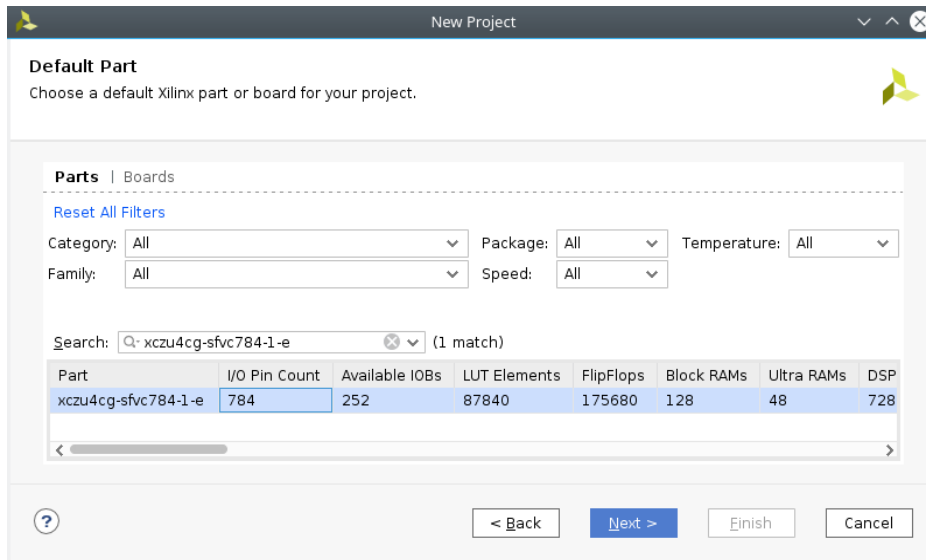 New Project
Default Part
Choose a default Xilinx part or board for your project.
Parts | Boards
Reset All Filters
Category: All Package: All Temperature: All
Family: All Speed: All
Search: xczu4cg-sfvc784-1-e (1 match)
Part I/O Pin Count Available IOBs LUT Elements FlipFlops Block RAMs Ultra RAMs DSP
xczu4cg-sfvc784-1-e 784 252 87840 175680 128 48 728
? < Back Next > Finish Cancel